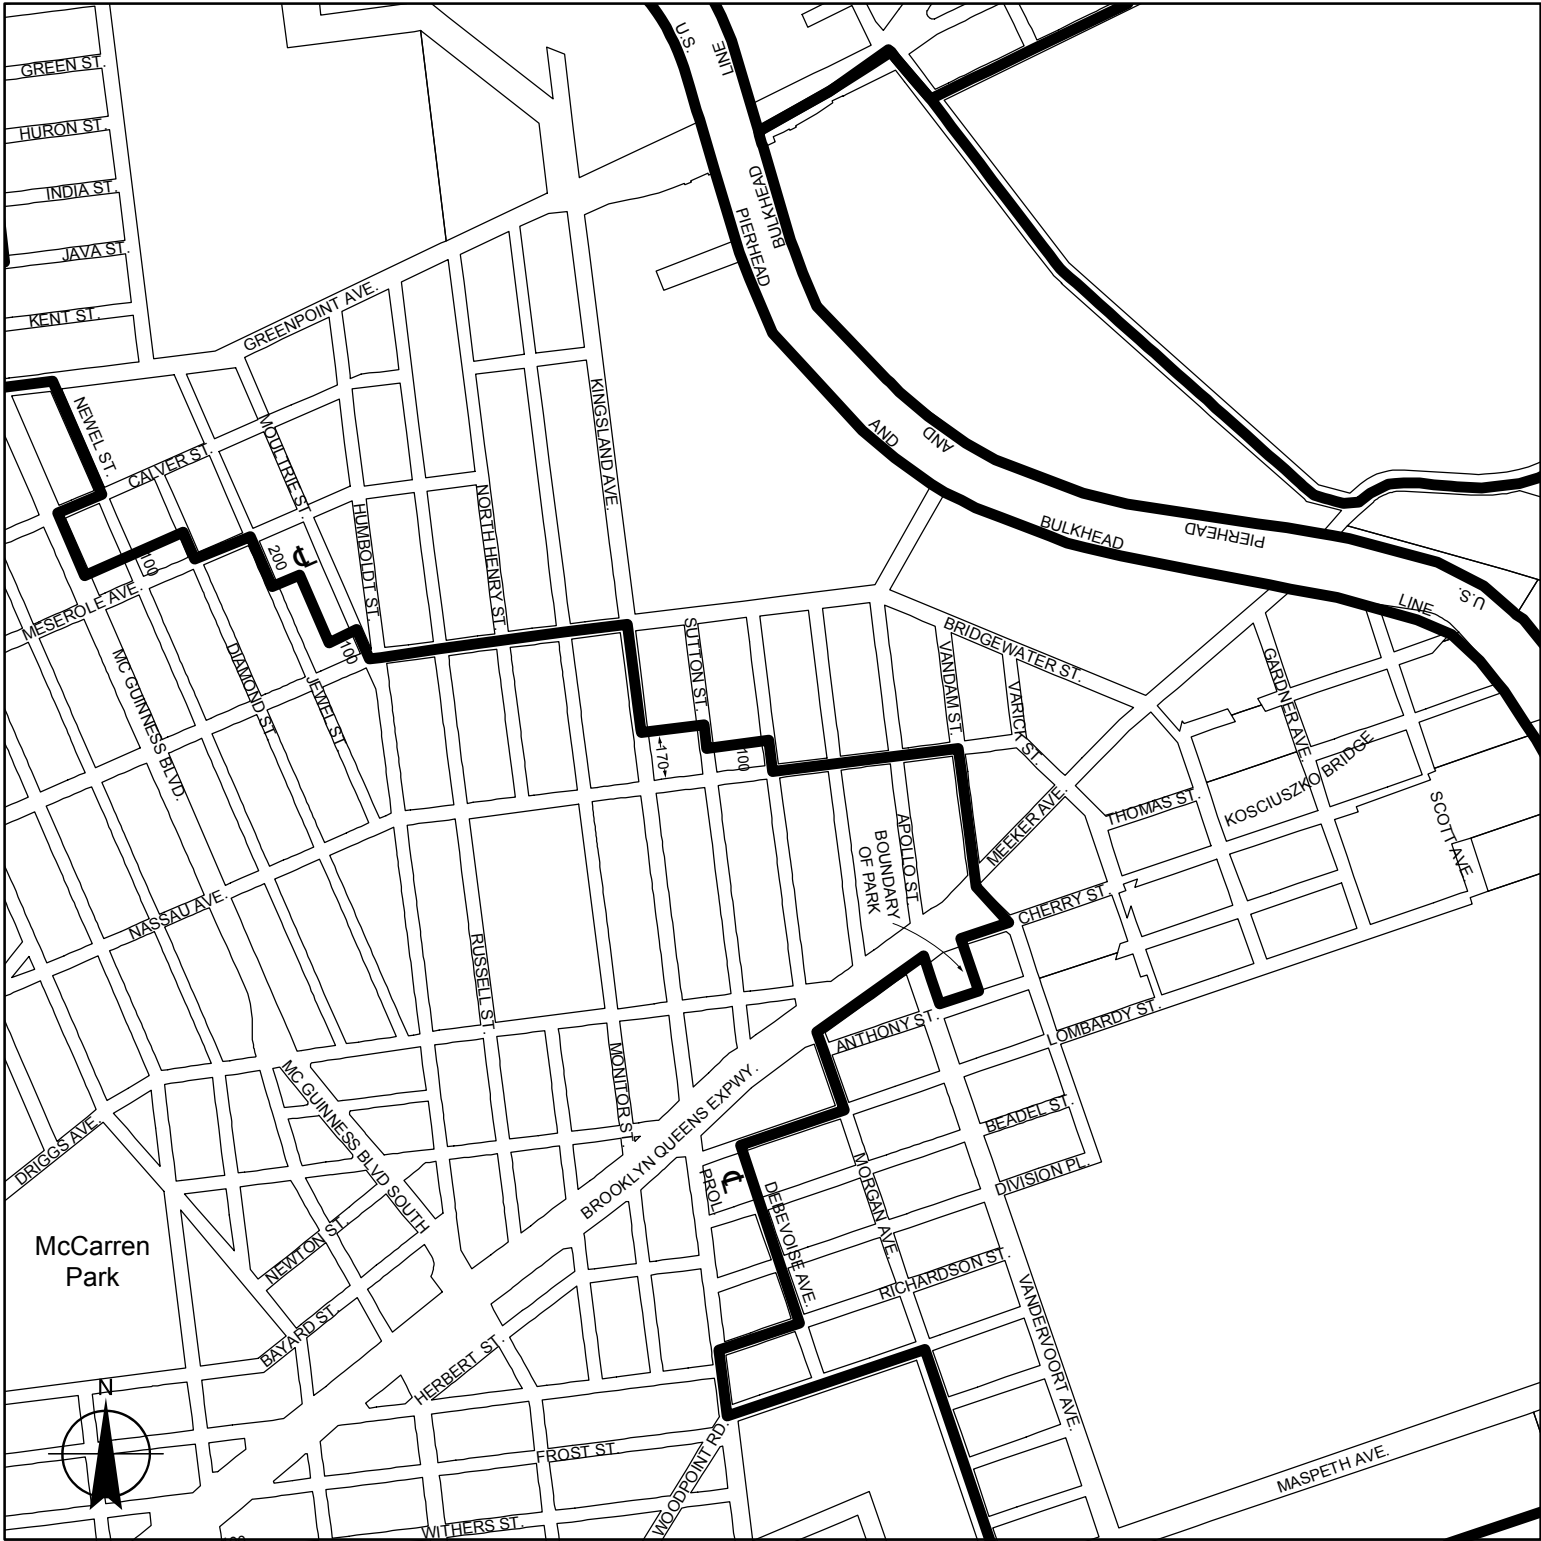 GREEN ST.
HURON ST.
INDIA ST.
JAVA ST.
KENT ST.
U.S.
LINE
BULKHEAD
PIERHEAD
GREENPOINT AVE.
NEWEL ST.
CALVER ST.
MOULTRIE ST.
HUMBOLDT ST.
NORTH HENRY ST.
KINGSLAND AVE.
AND
AND
BULKHEAD
PIERHEAD
LINE
U.S.
100
200
℄
100
MESEROLE AVE.
MC GUINNESS BLVD.
DIAMOND ST.
JEWEL ST.
SUTTON ST.
170
100
VANDAM ST.
VARICK ST.
BRIDGEWATER ST.
GARDNER AVE.
KOSCIUSZKO BRIDGE
SCOTT AVE.
THOMAS ST.
MEEKER AVE.
APOLLO ST.
BOUNDARY
OF PARK
CHERRY ST.
NASSAU AVE.
RUSSELL ST.
MONITOR ST.
ANTHONY ST.
LOMBARDY ST.
BEADEL ST.
DIVISION PL.
DRIGGS AVE.
MC GUINNESS BLVD SOUTH
BROOKLYN QUEENS EXPWY.
PROL
℄
DEBEVOISE AVE.
MORGAN AVE.
RICHARDSON ST.
VANDERVOORT AVE.
McCarren
Park
NEWTON ST.
BAYARD ST.
HERBERT ST.
N
FROST ST.
WOODPOINT RD.
WITHERS ST.
MASPETH AVE.